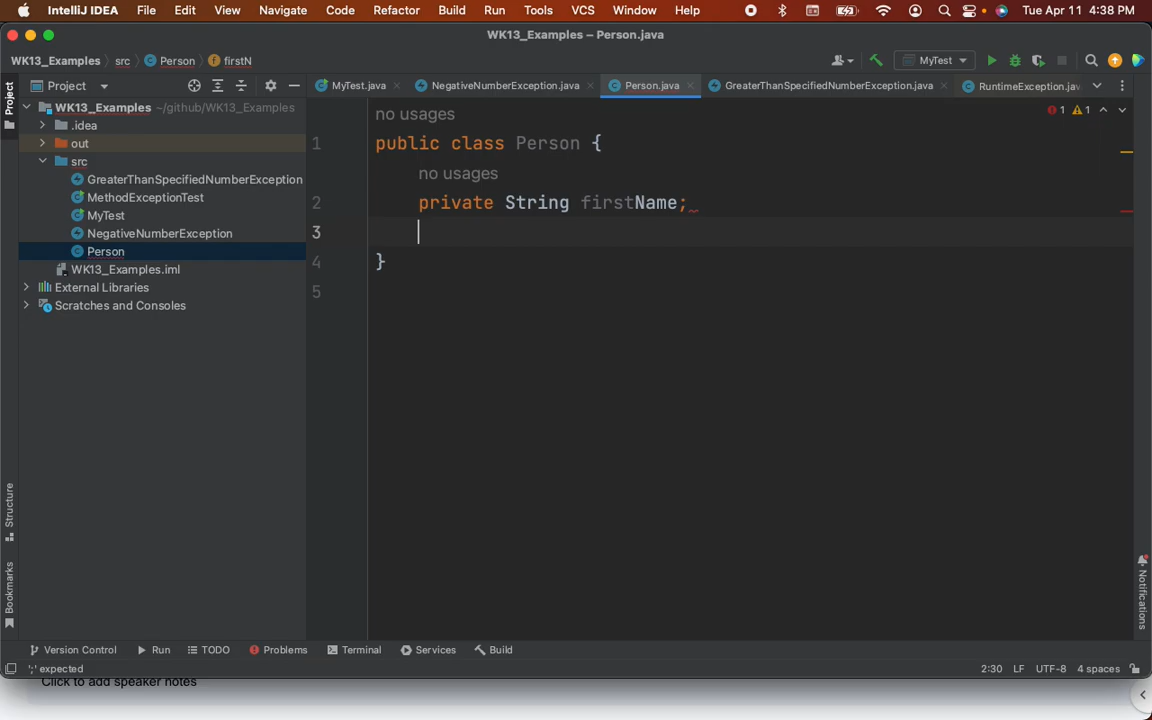 IntelliJ IDEA File Edit View Navigate Code Refactor Build Run Tools VCS Window Help Tue Apr 11 4:38 PM
WK13_Examples – Person.java
WK13_Examples src Person firstN MyTest
Project
Project MyTest.java NegativeNumberException.java Person.java GreaterThanSpecifiedNumberException.java RuntimeException.jav
WK13_Examples ~/github/WK13_Examples
.idea
out
src
GreaterThanSpecifiedNumberException
MethodExceptionTest
MyTest
NegativeNumberException
Person
WK13_Examples.iml
External Libraries
Scratches and Consoles
no usages 1 1
1 public class Person {
no usages
2 private String firstName;
3
4 }
5
Structure
Bookmarks
Notifications
Version Control Run TODO Problems Terminal Services Build
';' expected 2:30 LF UTF-8 4 spaces
Click to add speaker notes